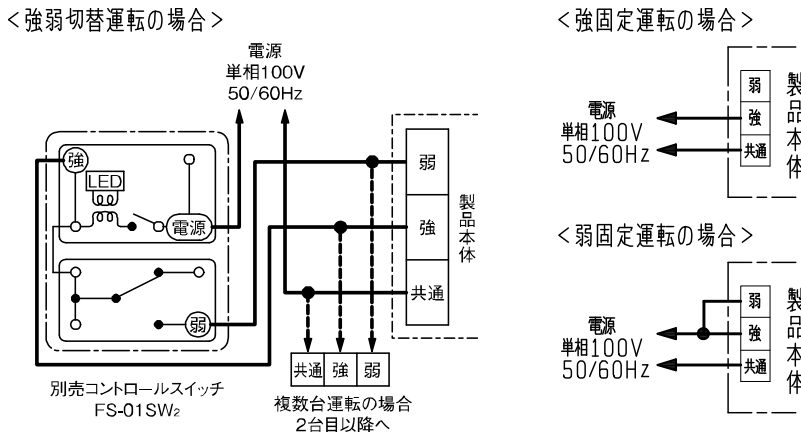 ＜強弱切替運転の場合＞
電源
単相100V
50/60Hz
強
LED
電源
弱
別売コントロールスイッチ
FS-01SW₂
弱
強
共通
製品本体
共通 強 弱
複数台運転の場合
2台目以降へ
＜強固定運転の場合＞
電源
単相100V
50/60Hz
弱
強
共通
製品本体
＜弱固定運転の場合＞
電源
単相100V
50/60Hz
弱
強
共通
製品本体